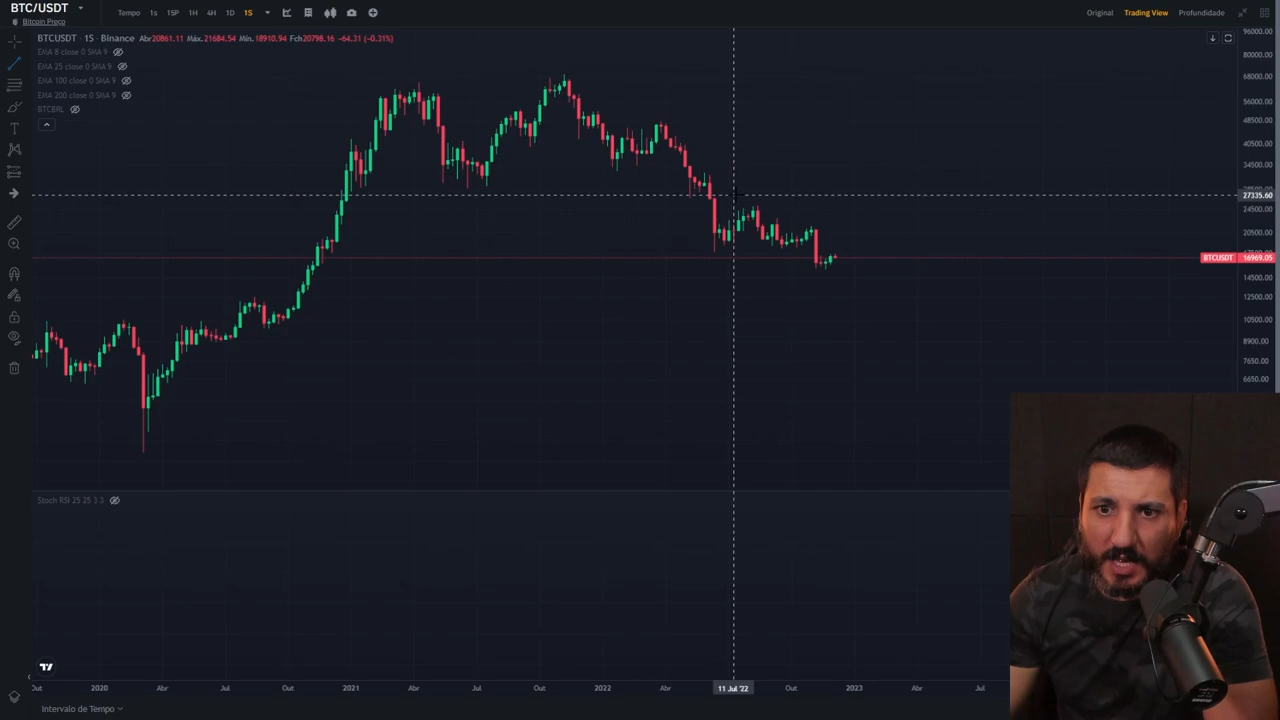 BTC/USDT
Bitcoin Preço
Tempo 1s 15P 1H 4H 1D 1S
Original Trading View Profundidade
BTCUSDT · 1S · Binance Abr20861.11 Máx.21684.54 Mín.18910.94 Fch20798.16 −64.31 (−0.31%)
EMA 8 close 0 SMA 9
EMA 25 close 0 SMA 9
EMA 100 close 0 SMA 9
EMA 200 close 0 SMA 9
BTCBRL
96000.00
80000.00
68000.00
56000.00
48500.00
40500.00
34500.00
27335.60
24500.00
20500.00
BTCUSDT 16969.05
14500.00
12500.00
10500.00
8900.00
7650.00
6650.00
Stoch RSI 25 25 3 3
Out 2020 Abr Jul Out 2021 Abr Jul Out 2022 Abr 11 Jul '22 Out 2023 Abr Jul
Intervalo de Tempo